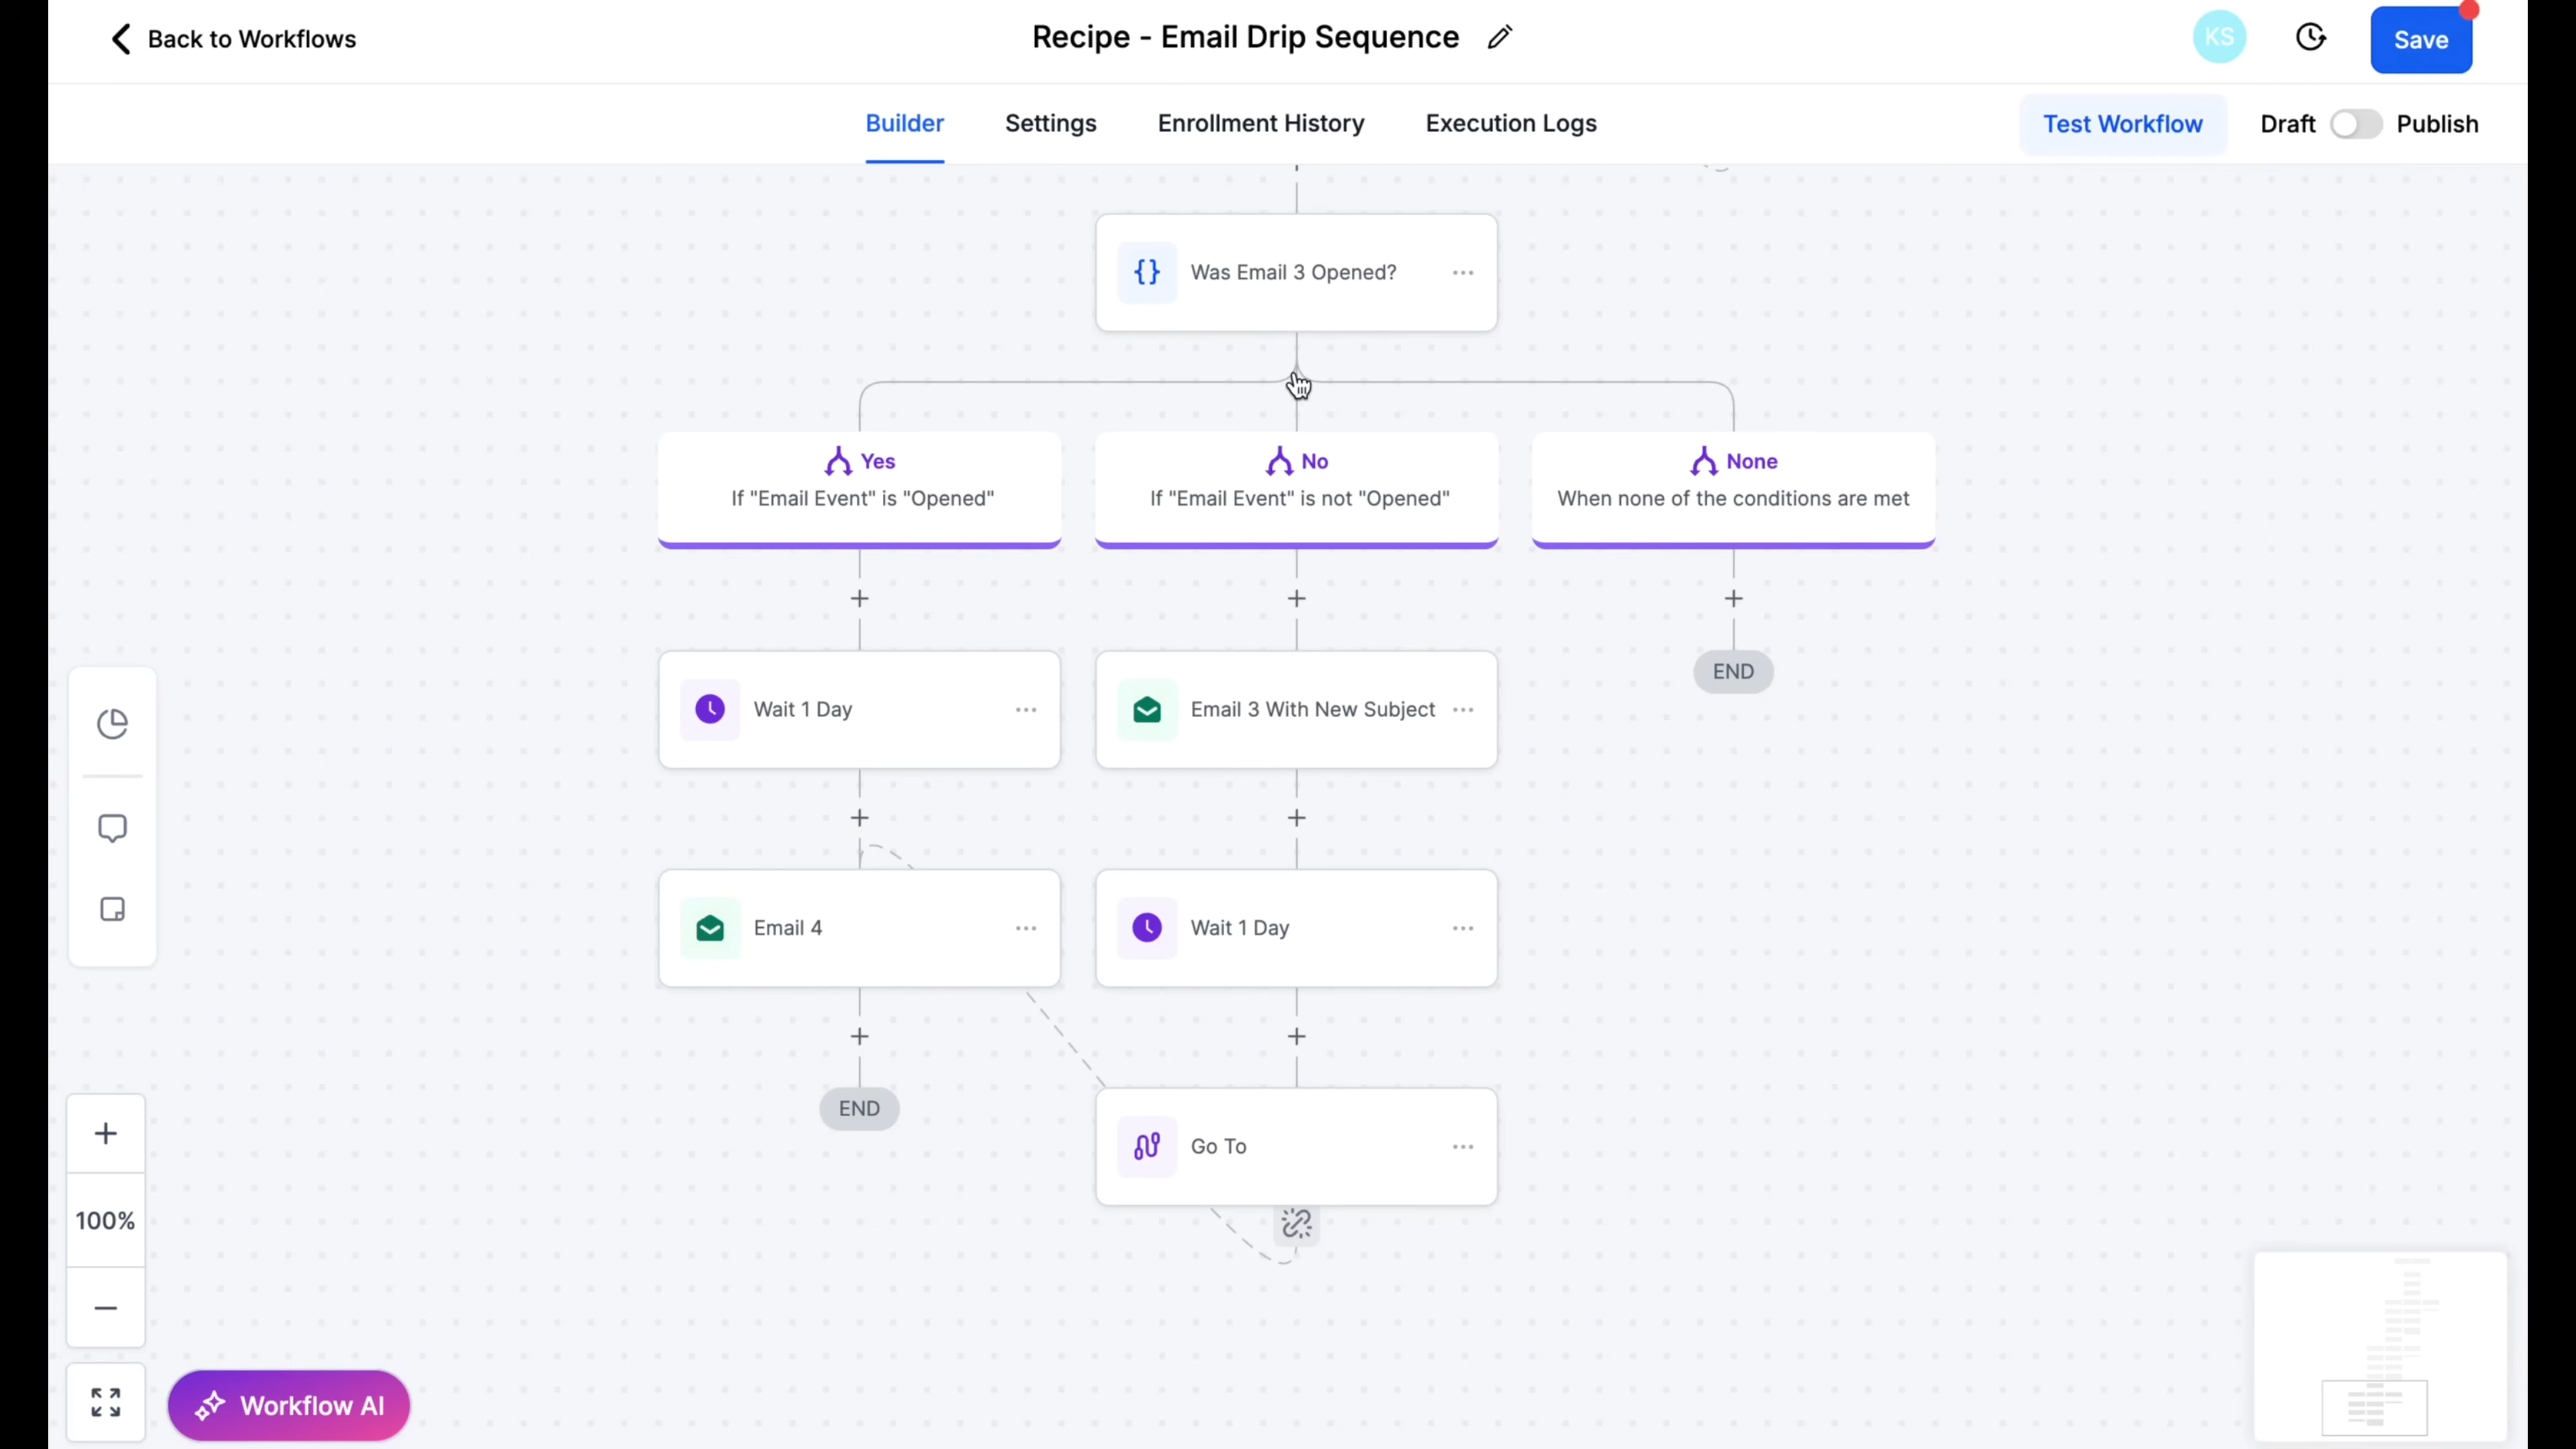 Back to Workflows
Recipe - Email Drip Sequence
KS
Save
Builder
Settings
Enrollment History
Execution Logs
Test Workflow
Draft
Publish
{} Was Email 3 Opened?
Yes
If "Email Event" is "Opened"
No
If "Email Event" is not "Opened"
None
When none of the conditions are met
Wait 1 Day
Email 3 With New Subject
END
Email 4
Wait 1 Day
END
Go To
100%
Workflow AI